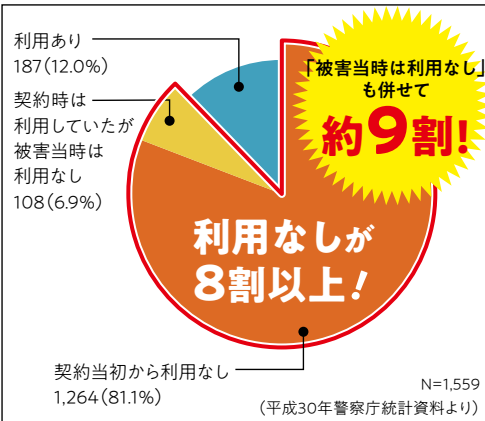 利用あり
187(12.0%)
契約時は
利用していたが
被害当時は
利用なし
108(6.9%)
「被害当時は利用なし」
も併せて
約9割!
利用なしが
8割以上!
契約当初から利用なし
1,264(81.1%)
N=1,559
(平成30年警察庁統計資料より)